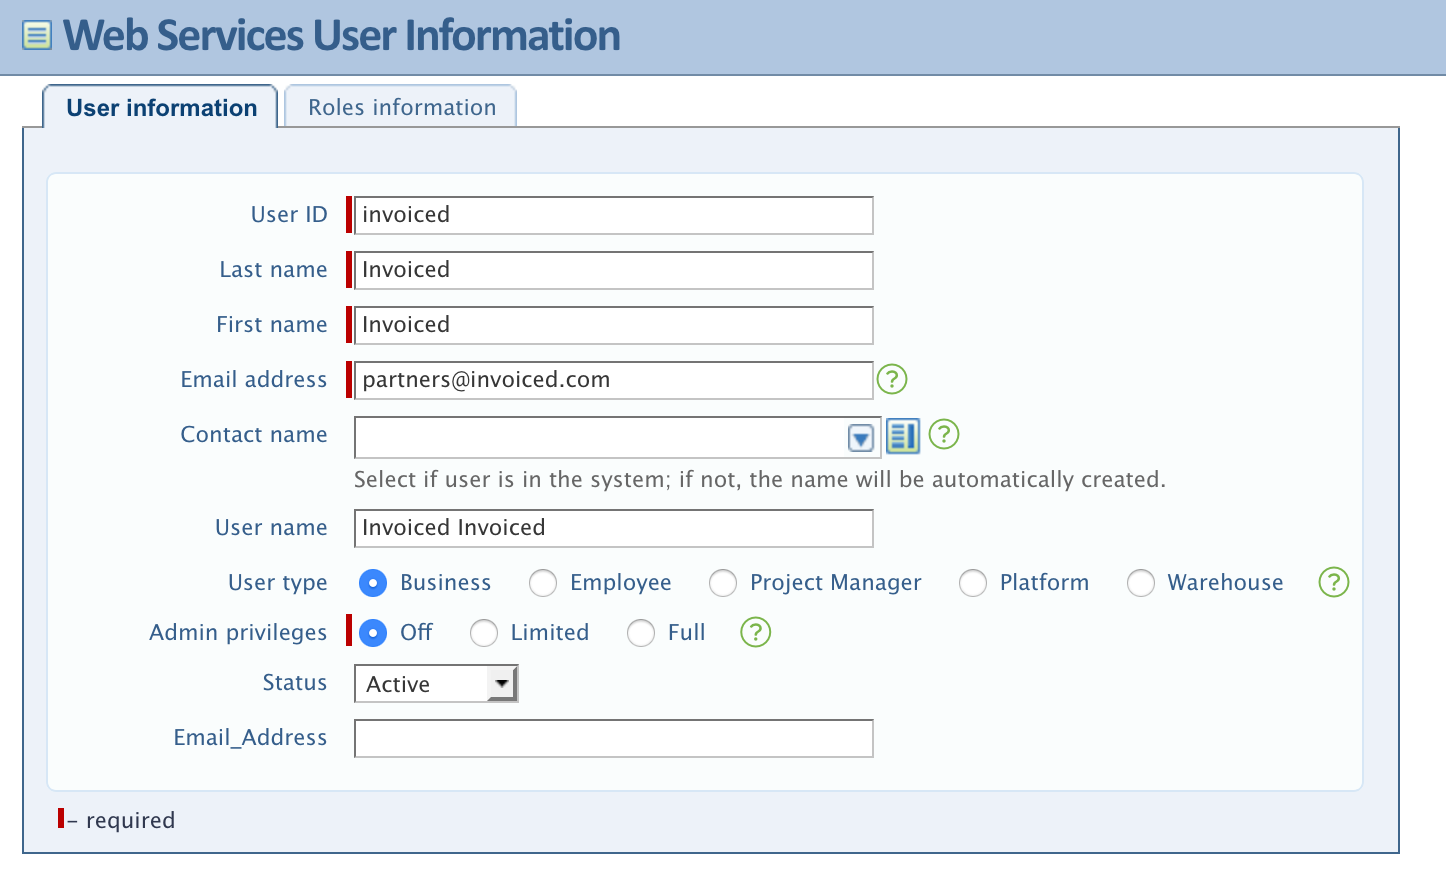 Web Services User Information
User information Roles information
User ID invoiced
Last name Invoiced
First name Invoiced
Email address partners@invoiced.com ?
Contact name ?
Select if user is in the system; if not, the name will be automatically created.
User name Invoiced Invoiced
User type Business Employee Project Manager Platform Warehouse ?
Admin privileges Off Limited Full ?
Status Active
Email_Address
– required